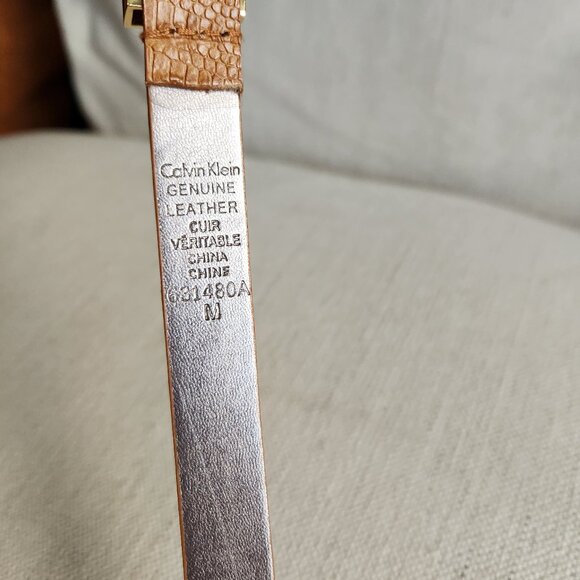 Calvin Klein
GENUINE
LEATHER
CUIR
VÉRITABLE
CHINA
CHINE
631480A
M